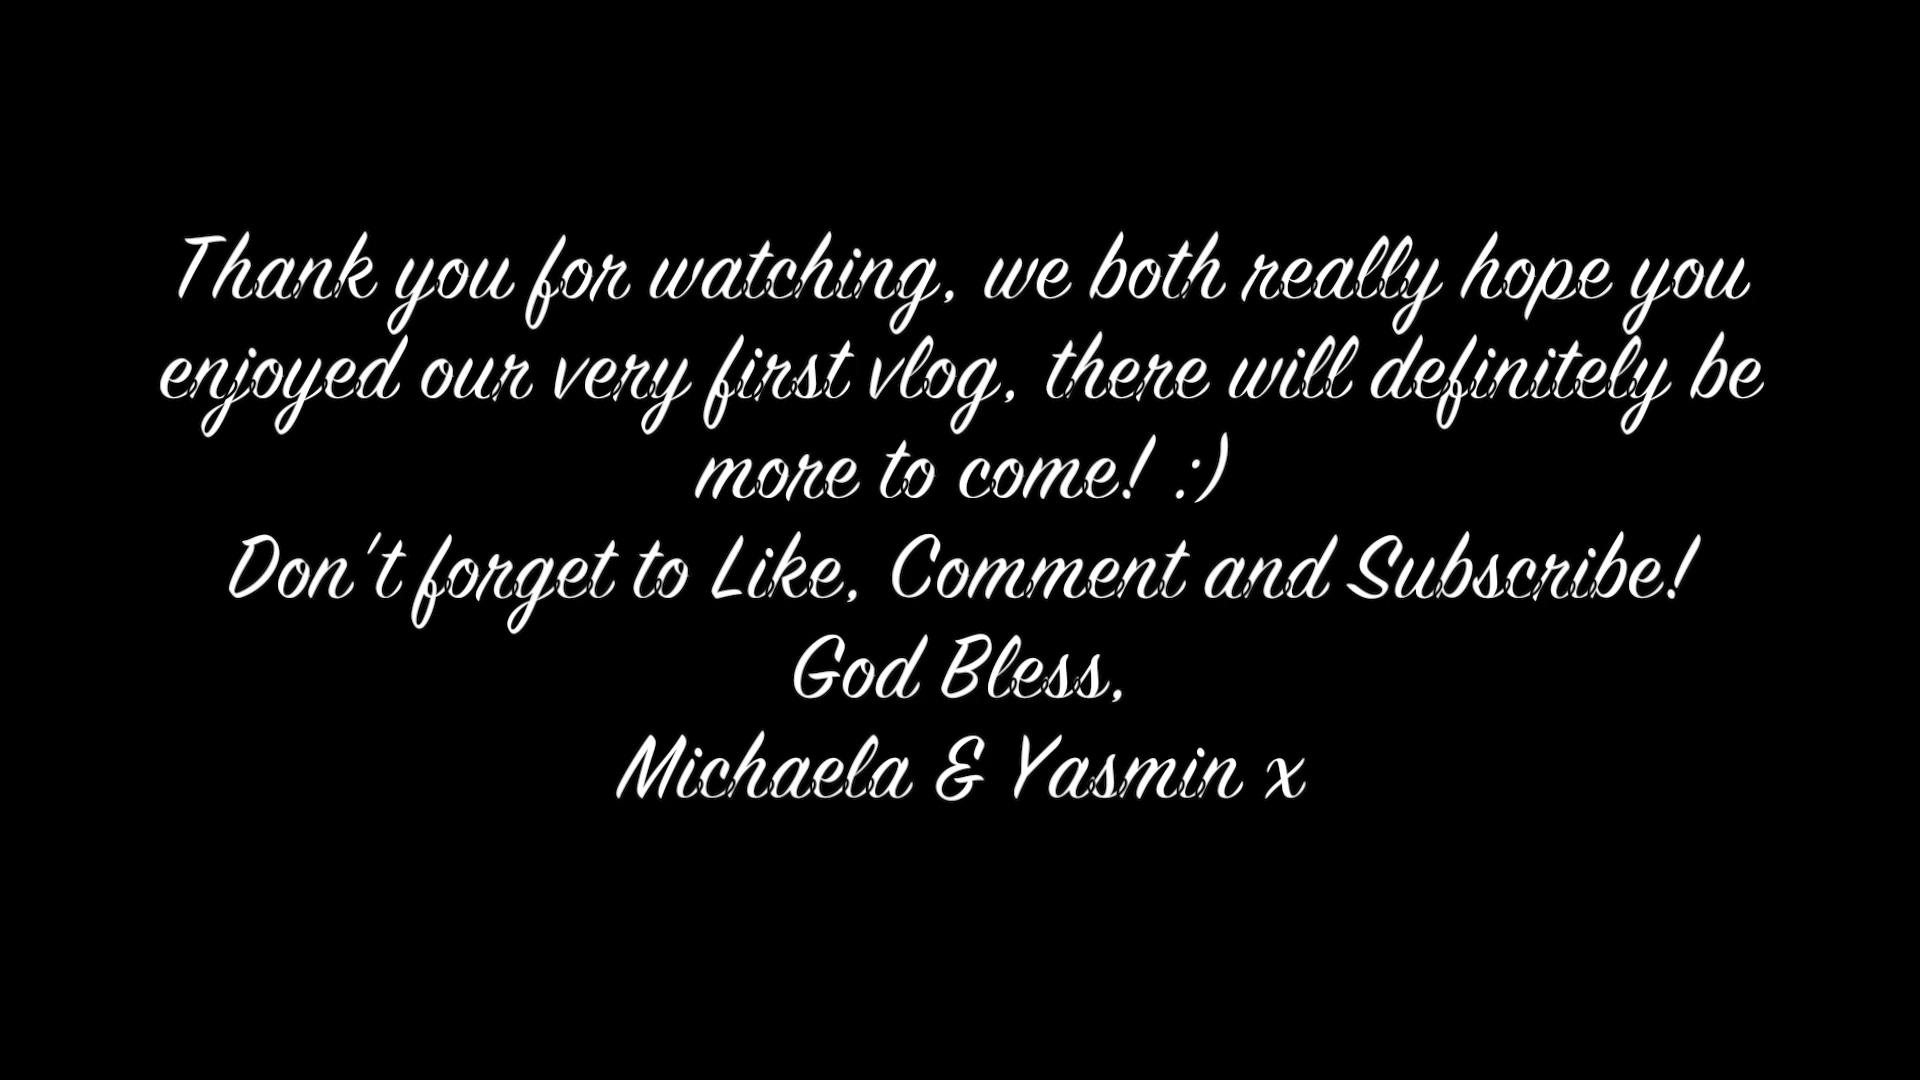 Thank you for watching, we both really hope you
enjoyed our very first vlog, there will definitely be
more to come! :)
Don't forget to Like, Comment and Subscribe!
God Bless,
Michaela & Yasmin x